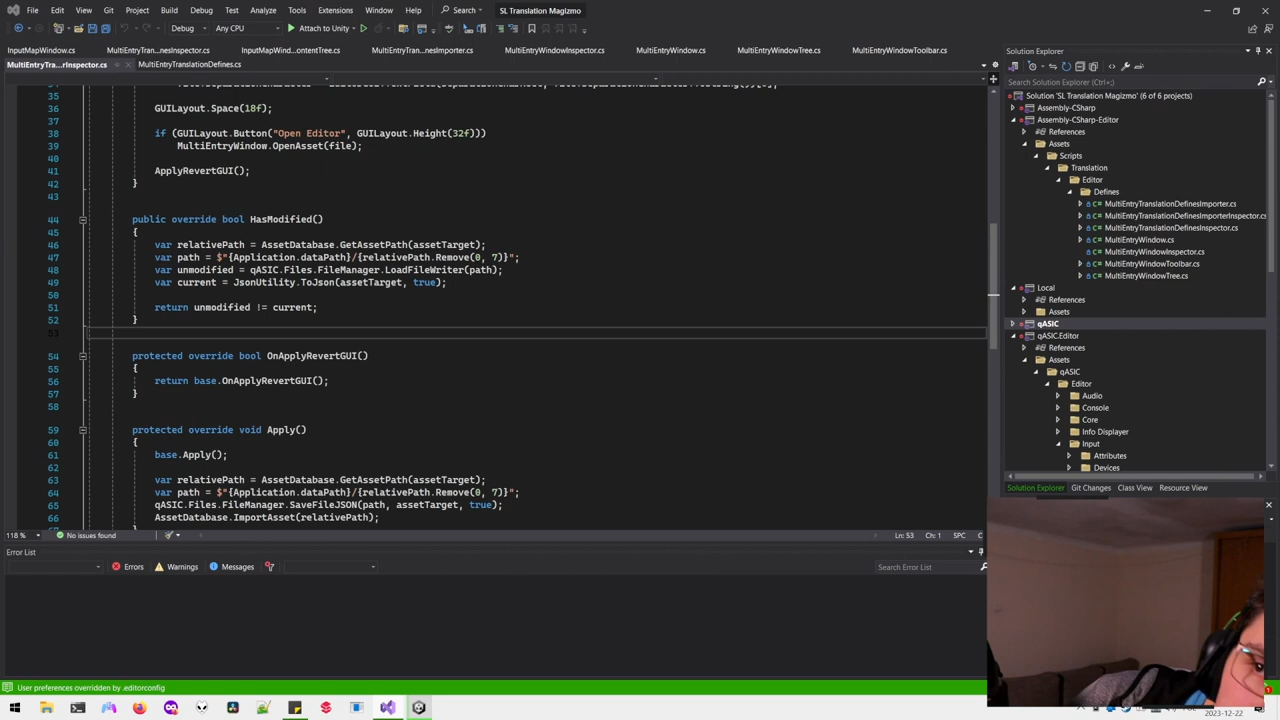 File Edit View Git Project Build Debug Test Analyze Tools Extensions Window Help Search SL Translation Magizmo
Debug Any CPU Attach to Unity
InputMapWindow.cs MultiEntryTran...nesInspector.cs InputMapWind...ontentTree.cs MultiEntryTran...nesImporter.cs MultiEntryWindowInspector.cs MultiEntryWindow.cs MultiEntryWindowTree.cs MultiEntryWindowToolbar.cs
MultiEntryTra...rInspector.cs MultiEntryTranslationDefines.cs
35
36 GUILayout.Space(18f);
37
38 if (GUILayout.Button("Open Editor", GUILayout.Height(32f)))
39 MultiEntryWindow.OpenAsset(file);
40
41 ApplyRevertGUI();
42 }
43
44 public override bool HasModified()
45 {
46 var relativePath = AssetDatabase.GetAssetPath(assetTarget);
47 var path = $"{Application.dataPath}/{relativePath.Remove(0, 7)}";
48 var unmodified = qASIC.Files.FileManager.LoadFileWriter(path);
49 var current = JsonUtility.ToJson(assetTarget, true);
50
51 return unmodified != current;
52 }
53
54 protected override bool OnApplyRevertGUI()
55 {
56 return base.OnApplyRevertGUI();
57 }
58
59 protected override void Apply()
60 {
61 base.Apply();
62
63 var relativePath = AssetDatabase.GetAssetPath(assetTarget);
64 var path = $"{Application.dataPath}/{relativePath.Remove(0, 7)}";
65 qASIC.Files.FileManager.SaveFileJSON(path, assetTarget, true);
66 AssetDatabase.ImportAsset(relativePath);
118 % No issues found Ln: 53 Ch: 1 SPC
Error List
Errors Warnings Messages Search Error List
Solution Explorer
Search Solution Explorer (Ctrl+;)
Solution 'SL Translation Magizmo' (6 of 6 projects)
Assembly-CSharp
Assembly-CSharp-Editor
References
Assets
Scripts
Translation
Editor
Defines
MultiEntryTranslationDefinesImporter.cs
MultiEntryTranslationDefinesImporterInspector.cs
MultiEntryTranslationDefinesInspector.cs
MultiEntryWindow.cs
MultiEntryWindowInspector.cs
MultiEntryWindowToolbar.cs
MultiEntryWindowTree.cs
Local
References
Assets
qASIC
qASIC.Editor
References
Assets
qASIC
Editor
Audio
Console
Core
Info Displayer
Input
Attributes
Devices
Solution Explorer Git Changes Class View Resource View
User preferences overridden by .editorconfig
2023-12-22